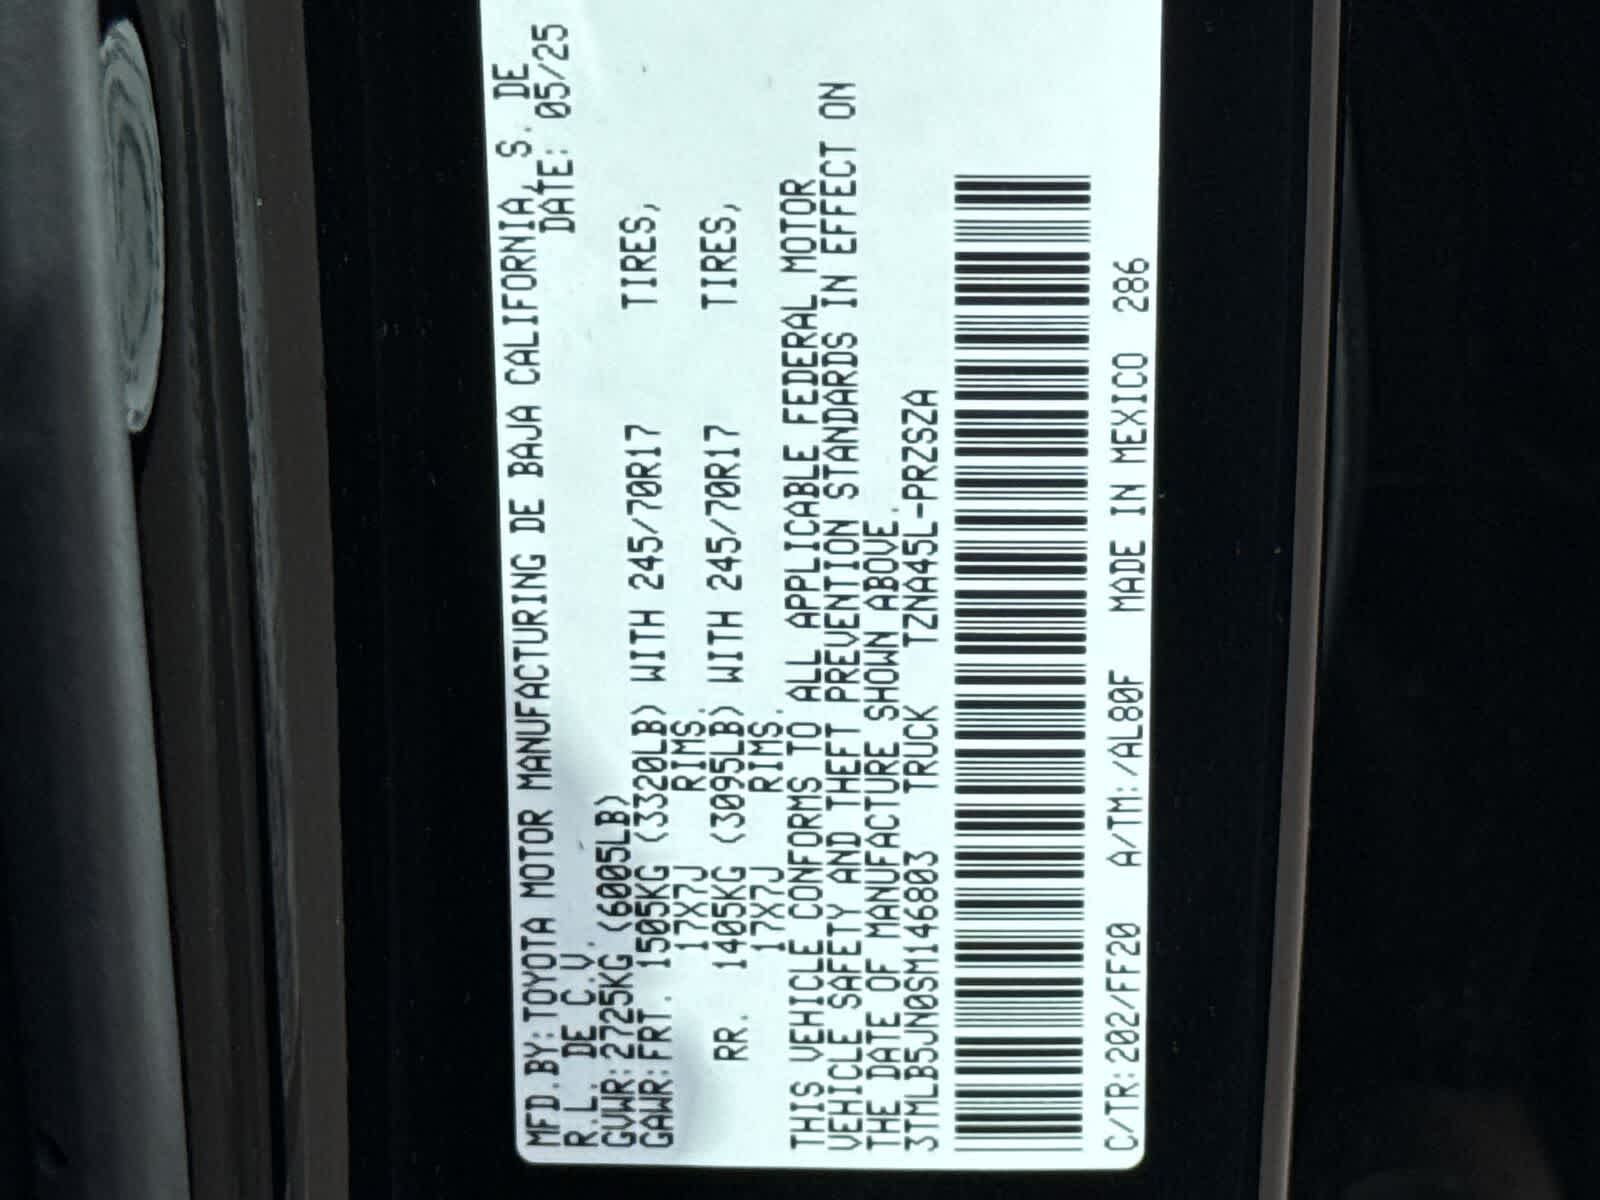 MFD.BY:TOYOTA MOTOR MANUFACTURING DE BAJA CALIFORNIA, S. DE
R.L. DE C.V. DATE: 05/25
GVWR:2725KG (6005LB)
GAWR:FRT. 1505KG (3320LB) WITH 245/70R17 TIRES,
17X7J RIMS.
RR. 1405KG (3095LB) WITH 245/70R17 TIRES,
17X7J RIMS.
THIS VEHICLE CONFORMS TO ALL APPLICABLE FEDERAL MOTOR
VEHICLE SAFETY AND THEFT PREVENTION STANDARDS IN EFFECT ON
THE DATE OF MANUFACTURE SHOWN ABOVE.
3TMLB5JN0SM146803 TRUCK TZNA45L-PRZSZA
C/TR:202/FF20 A/TM:/AL80F MADE IN MEXICO 286